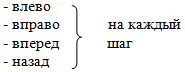 - влево
- вправо
- вперед
- назад
на каждый
шаг